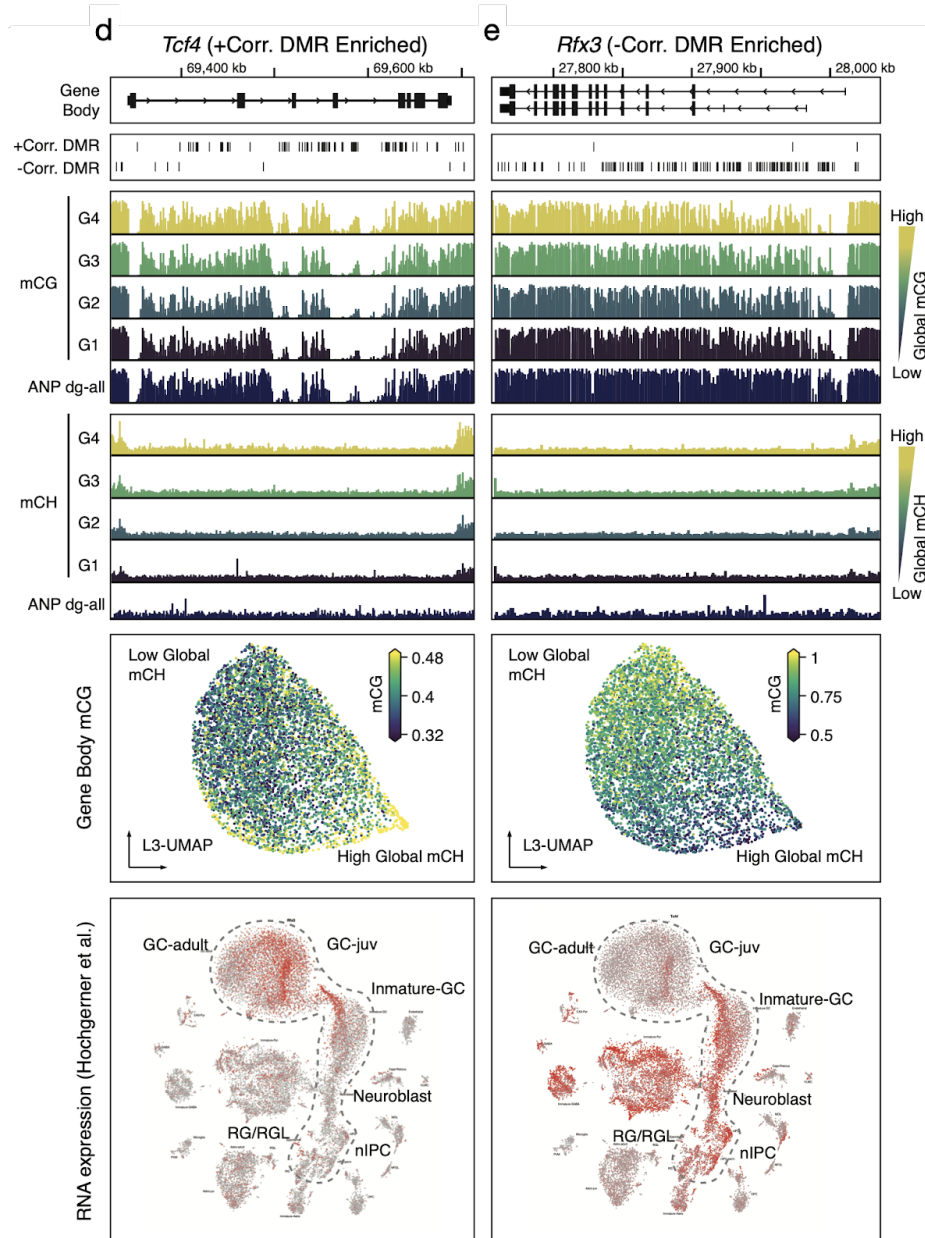 d
Tcf4 (+Corr. DMR Enriched)
69,400 kb
69,600 kb
Gene
Body
+Corr. DMR
-Corr. DMR
mCG
G4
G3
G2
G1
ANP dg-all
mCH
G4
G3
G2
G1
ANP dg-all
Gene Body mCG
Low Global
mCH
mCG
0.48
0.4
0.32
L3-UMAP
High Global mCH
RNA expression (Hochgerner et al.)
GC-adult
GC-juv
Inmature-GC
Neuroblast
RG/RGL
nIPC
e
Rfx3 (-Corr. DMR Enriched)
27,800 kb
27,900 kb
28,000 kb
High
Global mCG
Low
High
Global mCH
Low
Low Global
mCH
mCG
1
0.75
0.5
L3-UMAP
High Global mCH
GC-adult
GC-juv
Inmature-GC
Neuroblast
RG/RGL
nIPC